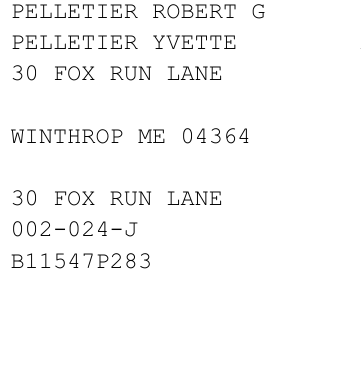 PELLETIER ROBERT G
PELLETIER YVETTE
30 FOX RUN LANE
WINTHROP ME 04364
30 FOX RUN LANE
002-024-J
B11547P283